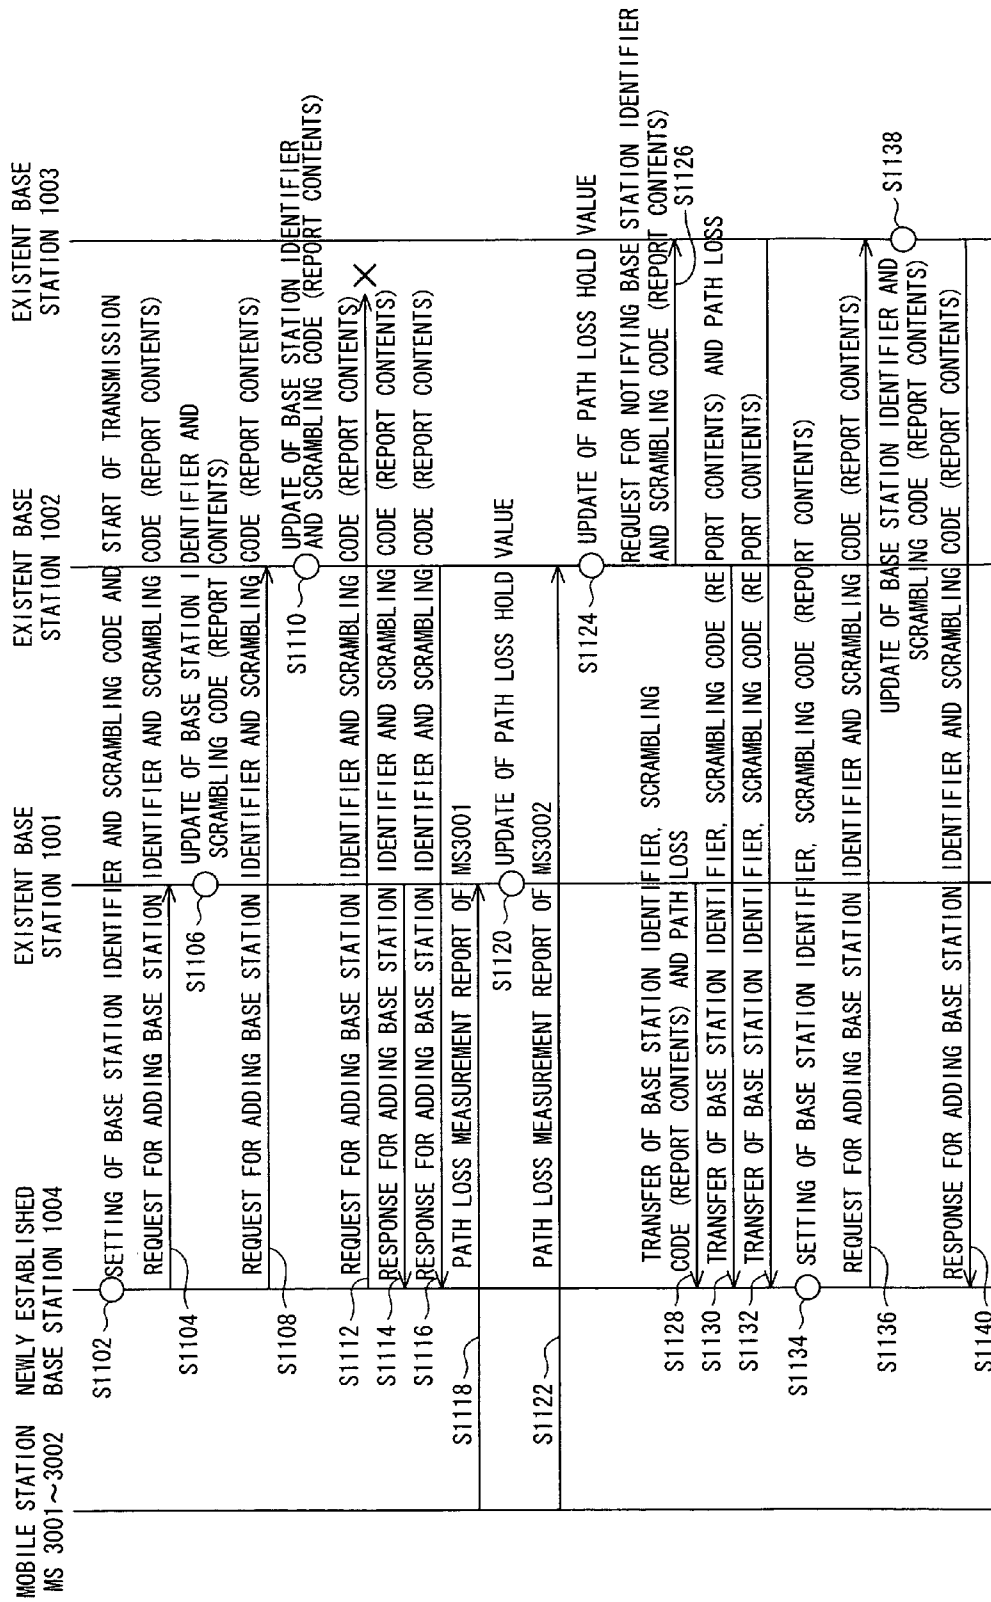 MOBILE STATION
MS 3001~3002
NEWLY ESTABLISHED
BASE STATION 1004
EXISTENT BASE
STATION 1001
EXISTENT BASE
STATION 1002
EXISTENT BASE
STATION 1003
S1102
SETTING OF BASE STATION IDENTIFIER AND SCRAMBLING CODE AND START OF TRANSMISSION
REQUEST FOR ADDING BASE STATION IDENTIFIER AND SCRAMBLING CODE (REPORT CONTENTS)
S1104
S1106
UPDATE OF BASE STATION IDENTIFIER AND
SCRAMBLING CODE (REPORT CONTENTS)
REQUEST FOR ADDING BASE STATION IDENTIFIER AND SCRAMBLING CODE (REPORT CONTENTS)
S1108
S1110
UPDATE OF BASE STATION IDENTIFIER
AND SCRAMBLING CODE (REPORT CONTENTS)
REQUEST FOR ADDING BASE STATION IDENTIFIER AND SCRAMBLING CODE (REPORT CONTENTS)
S1112
RESPONSE FOR ADDING BASE STATION IDENTIFIER AND SCRAMBLING CODE (REPORT CONTENTS)
S1114
RESPONSE FOR ADDING BASE STATION IDENTIFIER AND SCRAMBLING CODE (REPORT CONTENTS)
S1116
PATH LOSS MEASUREMENT REPORT OF MS3001
S1118
S1120
UPDATE OF PATH LOSS HOLD VALUE
PATH LOSS MEASUREMENT REPORT OF MS3002
S1122
S1124
UPDATE OF PATH LOSS HOLD VALUE
REQUEST FOR NOTIFYING BASE STATION IDENTIFIER
AND SCRAMBLING CODE (REPORT CONTENTS)
S1126
TRANSFER OF BASE STATION IDENTIFIER, SCRAMBLING
CODE (REPORT CONTENTS) AND PATH LOSS
S1128
TRANSFER OF BASE STATION IDENTIFIER, SCRAMBLING CODE (REPORT CONTENTS) AND PATH LOSS
S1130
TRANSFER OF BASE STATION IDENTIFIER, SCRAMBLING CODE (REPORT CONTENTS)
S1132
S1134
SETTING OF BASE STATION IDENTIFIER, SCRAMBLING CODE (REPORT CONTENTS)
REQUEST FOR ADDING BASE STATION IDENTIFIER AND SCRAMBLING CODE (REPORT CONTENTS)
S1136
UPDATE OF BASE STATION IDENTIFIER AND
SCRAMBLING CODE (REPORT CONTENTS)
S1138
RESPONSE FOR ADDING BASE STATION IDENTIFIER AND SCRAMBLING CODE (REPORT CONTENTS)
S1140